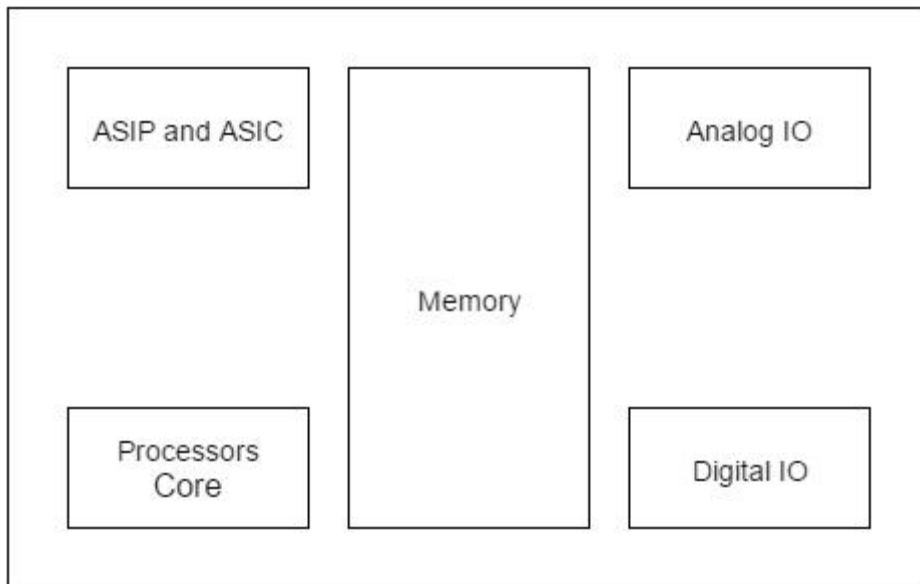 ASIP and ASIC
Analog IO
Memory
Processors
Core
Digital IO